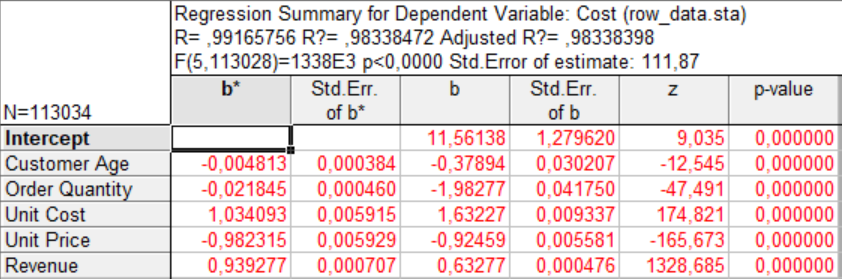 Regression Summary for Dependent Variable: Cost (row_data.sta)
R= ,99165756 R?= ,98338472 Adjusted R?= ,98338398
F(5,113028)=1338E3 p<0,0000 Std.Error of estimate: 111,87
N=113034 b* Std.Err. of b* b Std.Err. of b z p-value
Intercept 11,56138 1,279620 9,035 0,000000
Customer Age -0,004813 0,000384 -0,37894 0,030207 -12,545 0,000000
Order Quantity -0,021845 0,000460 -1,98277 0,041750 -47,491 0,000000
Unit Cost 1,034093 0,005915 1,63227 0,009337 174,821 0,000000
Unit Price -0,982315 0,005929 -0,92459 0,005581 -165,673 0,000000
Revenue 0,939277 0,000707 0,63277 0,000476 1328,685 0,000000